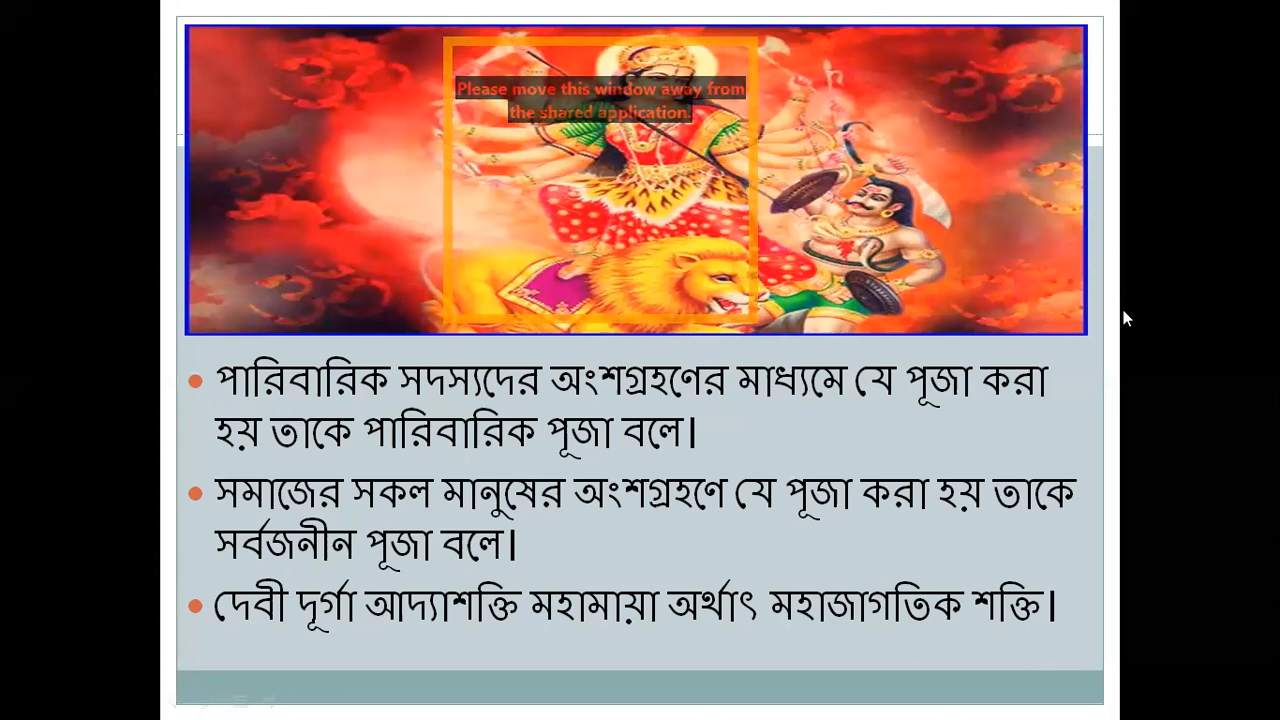 Please move this window away from
the shared application.
• পারিবারিক সদস্যদের অংশগ্রহণের মাধ্যমে যে পূজা করা
হয় তাকে পারিবারিক পূজা বলে।
• সমাজের সকল মানুষের অংশগ্রহণে যে পূজা করা হয় তাকে
সর্বজনীন পূজা বলে।
• দেবী দূর্গা আদ্যাশক্তি মহামায়া অর্থাৎ মহাজাগতিক শক্তি।